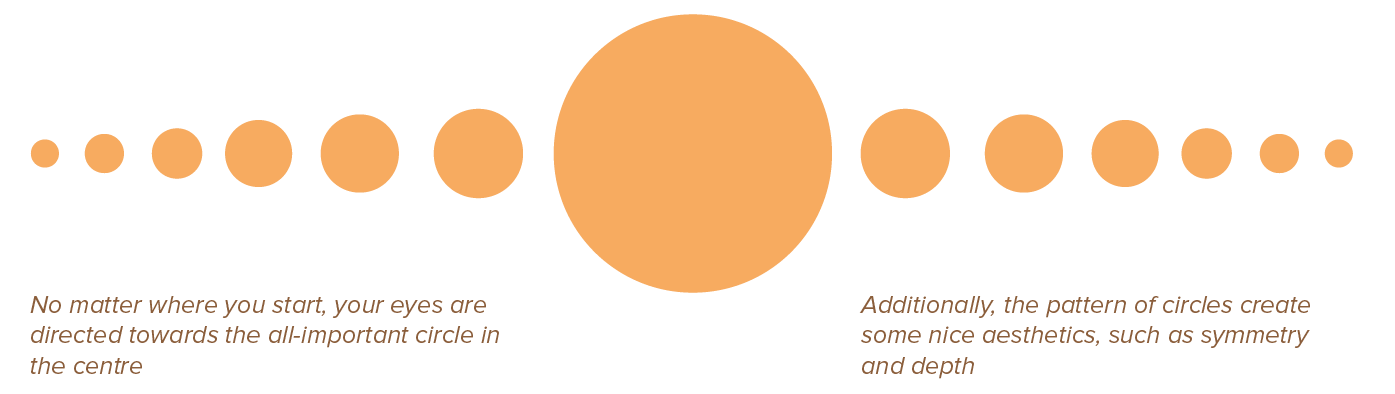 No matter where you start, your eyes are
directed towards the all-important circle in
the centre
Additionally, the pattern of circles create
some nice aesthetics, such as symmetry
and depth